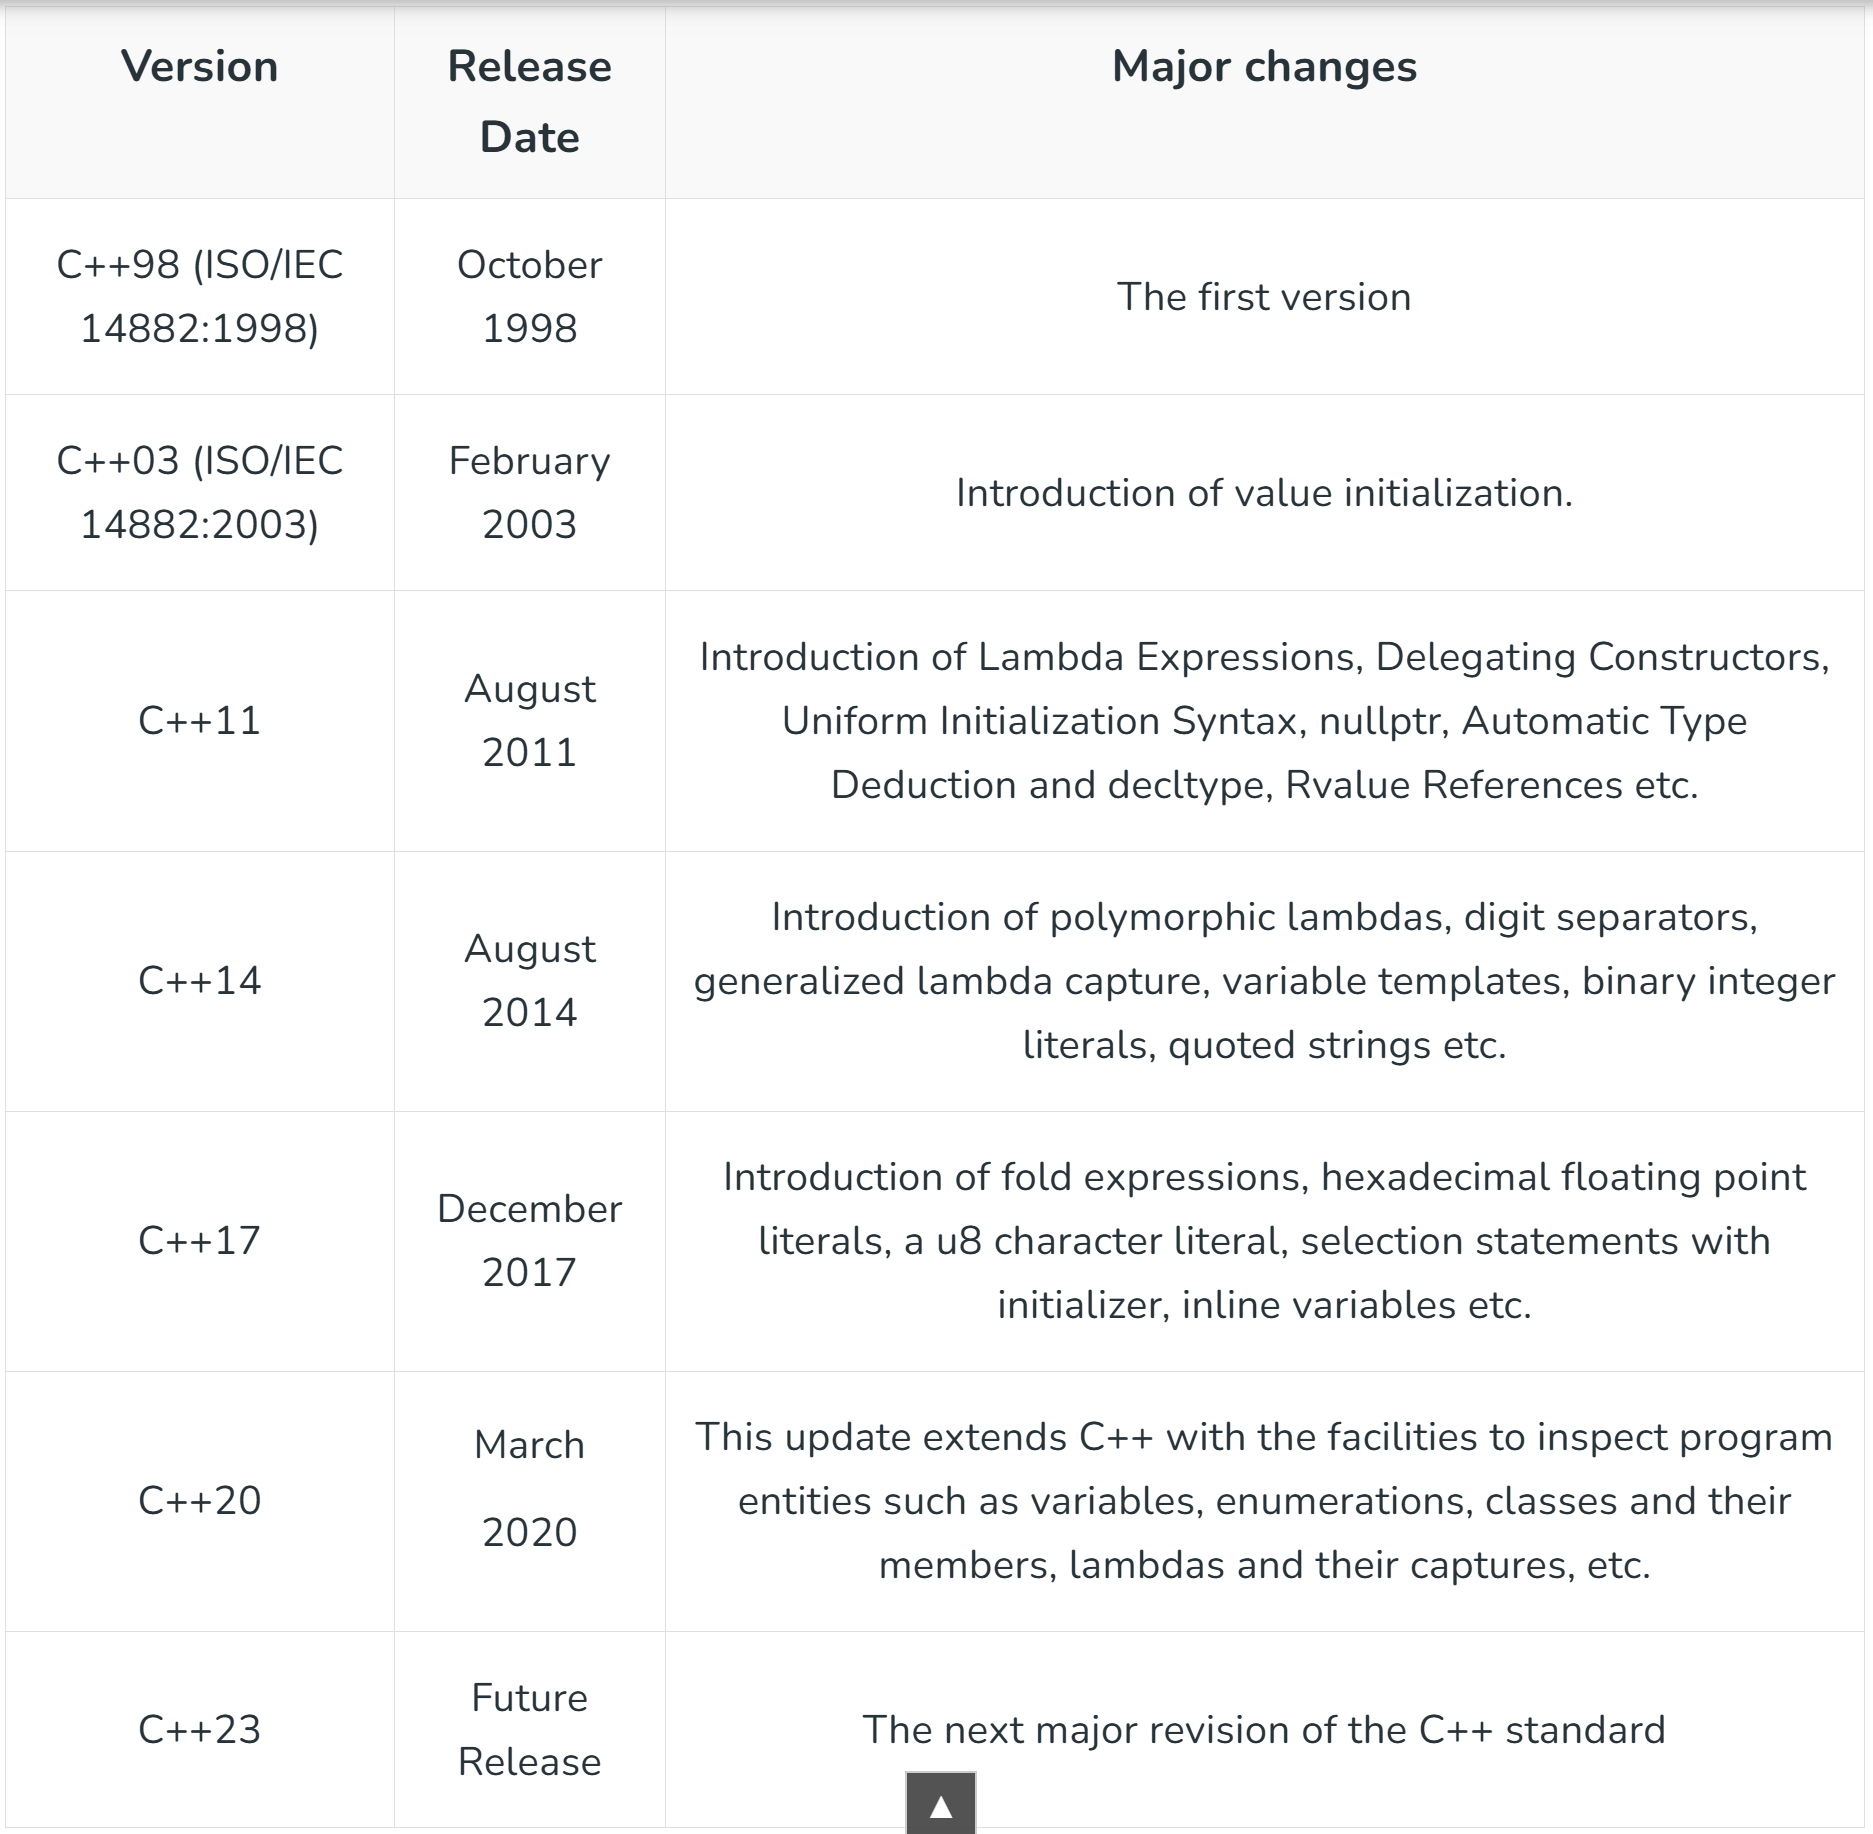 Version
Release
Date
Major changes
C++98 (ISO/IEC
14882:1998)
October
1998
The first version
C++03 (ISO/IEC
14882:2003)
February
2003
Introduction of value initialization.
C++11
August
2011
Introduction of Lambda Expressions, Delegating Constructors,
Uniform Initialization Syntax, nullptr, Automatic Type
Deduction and decltype, Rvalue References etc.
C++14
August
2014
Introduction of polymorphic lambdas, digit separators,
generalized lambda capture, variable templates, binary integer
literals, quoted strings etc.
C++17
December
2017
Introduction of fold expressions, hexadecimal floating point
literals, a u8 character literal, selection statements with
initializer, inline variables etc.
C++20
March
2020
This update extends C++ with the facilities to inspect program
entities such as variables, enumerations, classes and their
members, lambdas and their captures, etc.
C++23
Future
Release
The next major revision of the C++ standard